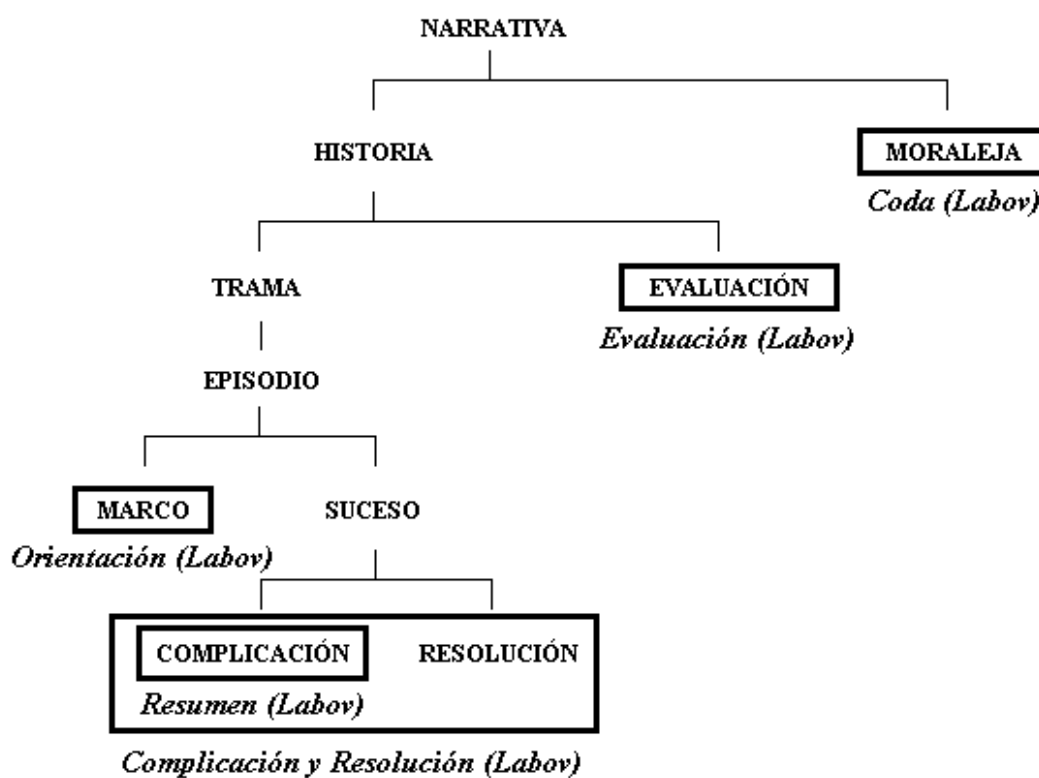 NARRATIVA
HISTORIA
MORALEJA
Coda (Labov)
TRAMA
EVALUACIÓN
Evaluación (Labov)
EPISODIO
MARCO
SUCESO
Orientación (Labov)
COMPLICACIÓN
RESOLUCIÓN
Resumen (Labov)
Complicación y Resolución (Labov)